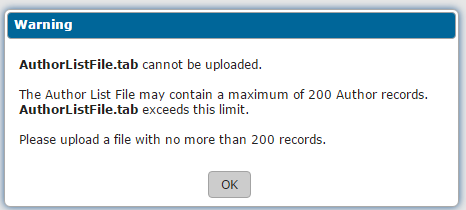 Warning
AuthorListFile.tab cannot be uploaded.
The Author List File may contain a maximum of 200 Author records.
AuthorListFile.tab exceeds this limit.
Please upload a file with no more than 200 records.
OK